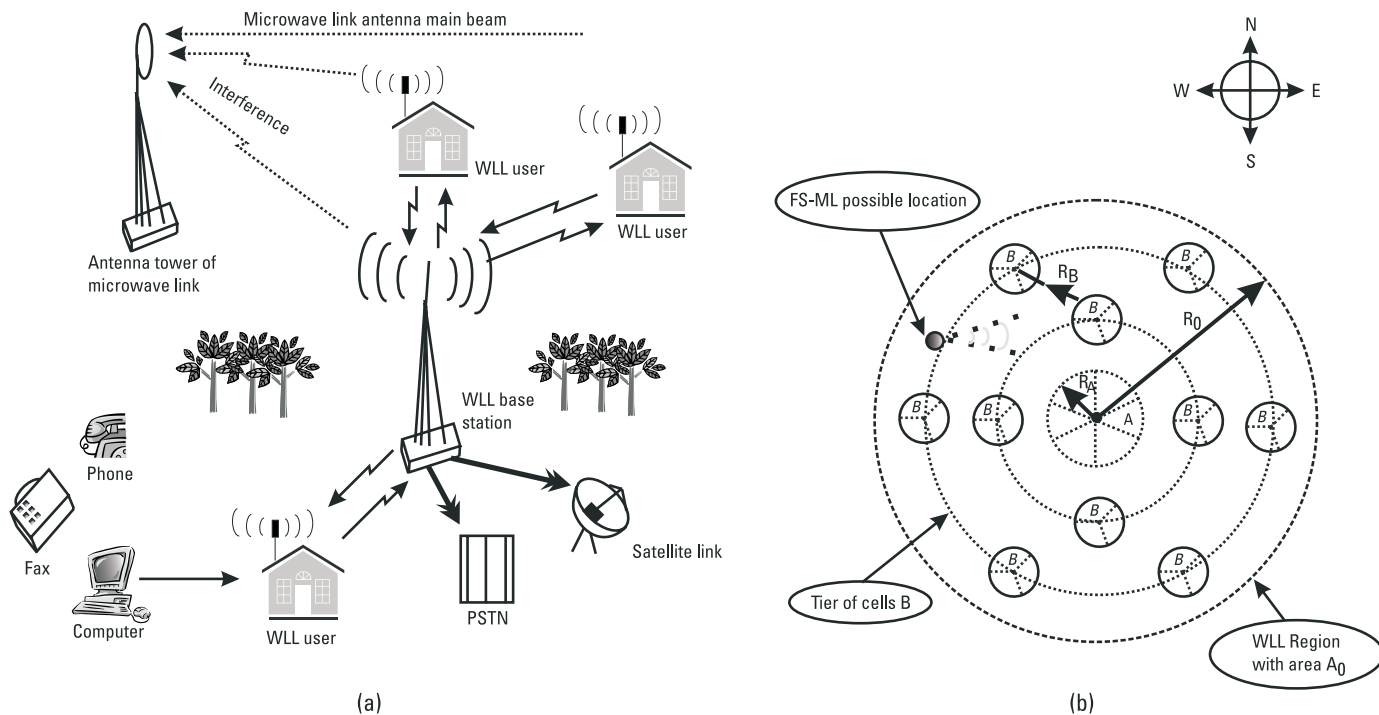 Microwave link antenna main beam
Interference
WLL user
WLL user
Antenna tower of
microwave link
WLL base
station
Phone
Fax
Computer
WLL user
PSTN
Satellite link
(a)
N
W
E
S
FS-ML possible location
B
B
R_B
B
R_0
R_A
A
B
B
B
B
B
B
B
Tier of cells B
WLL Region
with area A_0
(b)